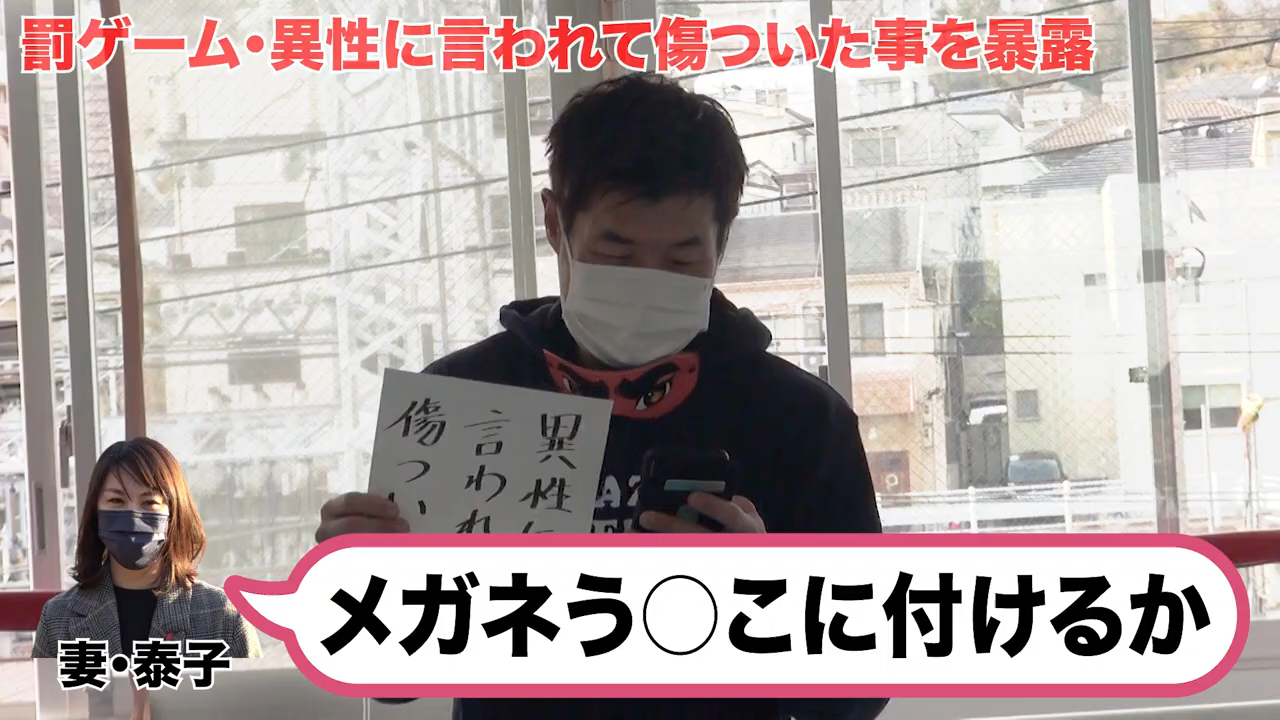 罰ゲーム・異性に言われて傷ついた事を暴露
異性に
言われ
傷つい
メガネう◯こに付けるか
妻・泰子